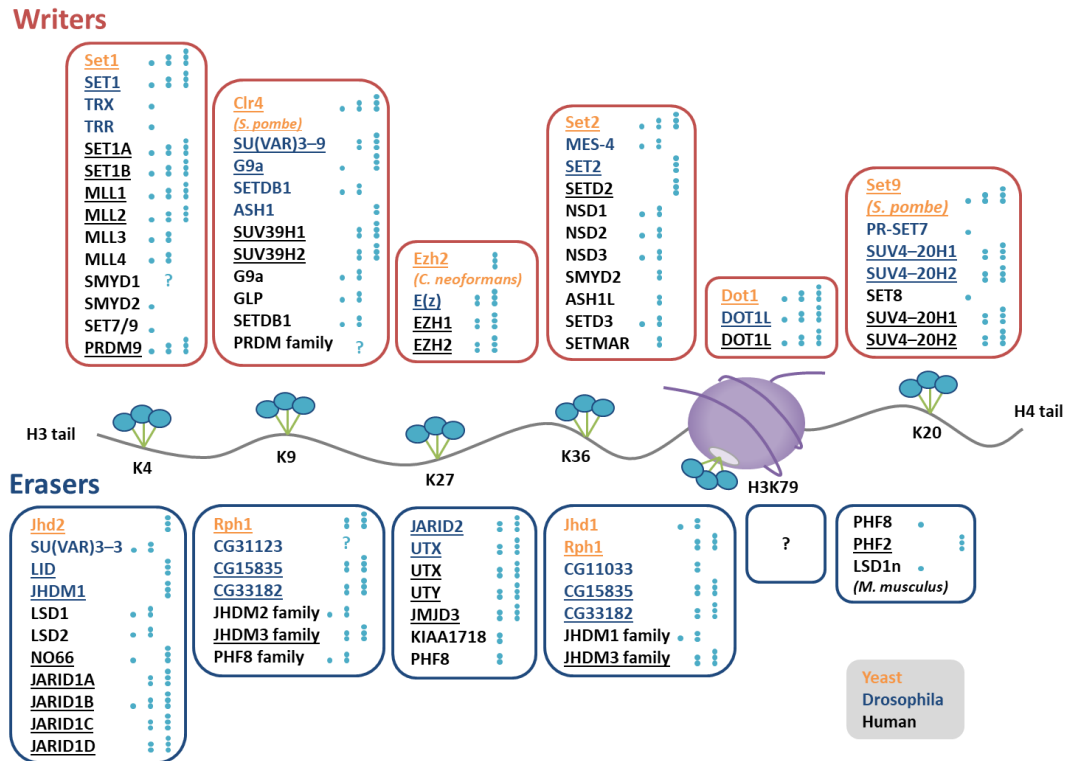 Writers
Set1
SET1
TRX
TRR
SET1A
SET1B
MLL1
MLL2
MLL3
MLL4
SMYD1 ?
SMYD2
SET7/9
PRDM9
Clr4
(S. pombe)
SU(VAR)3–9
G9a
SETDB1
ASH1
SUV39H1
SUV39H2
G9a
GLP
SETDB1
PRDM family ?
Ezh2
(C. neoformans)
E(z)
EZH1
EZH2
Set2
MES-4
SET2
SETD2
NSD1
NSD2
NSD3
SMYD2
ASH1L
SETD3
SETMAR
Dot1
DOT1L
DOT1L
Set9
(S. pombe)
PR-SET7
SUV4–20H1
SUV4–20H2
SET8
SUV4–20H1
SUV4–20H2
H3 tail
K4
K9
K27
K36
H3K79
K20
H4 tail
Erasers
Jhd2
SU(VAR)3–3
LID
JHDM1
LSD1
LSD2
NO66
JARID1A
JARID1B
JARID1C
JARID1D
Rph1
CG31123 ?
CG15835
CG33182
JHDM2 family
JHDM3 family
PHF8 family
JARID2
UTX
UTX
UTY
JMJD3
KIAA1718
PHF8
Jhd1
Rph1
CG11033
CG15835
CG33182
JHDM1 family
JHDM3 family
?
PHF8
PHF2
LSD1n
(M. musculus)
Yeast
Drosophila
Human